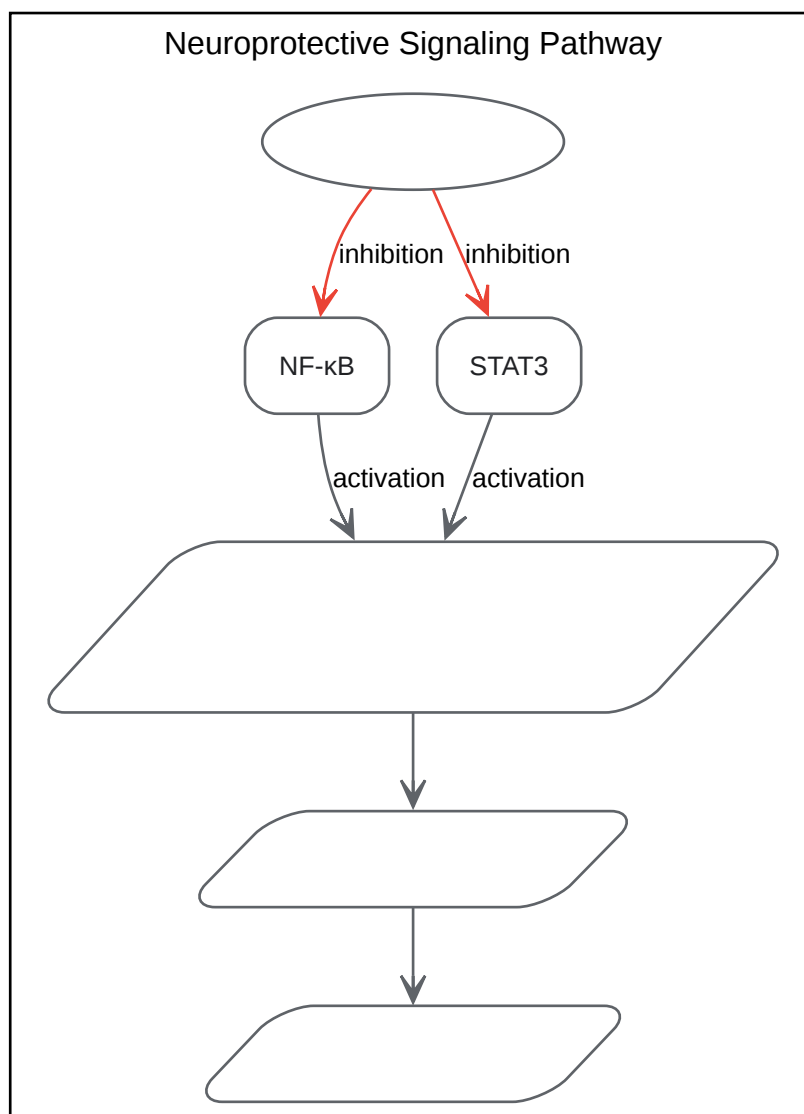 Neuroprotective Signaling Pathway
inhibition inhibition
NF-κB STAT3
activation activation